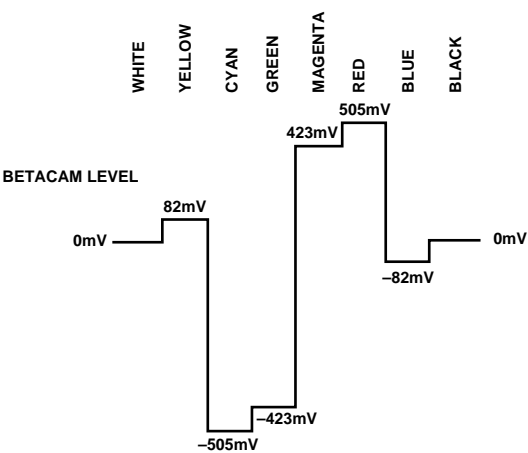 WHITE
YELLOW
CYAN
GREEN
MAGENTA
RED
BLUE
BLACK
505mV
423mV
BETACAM LEVEL
82mV
0mV
0mV
–82mV
–423mV
–505mV